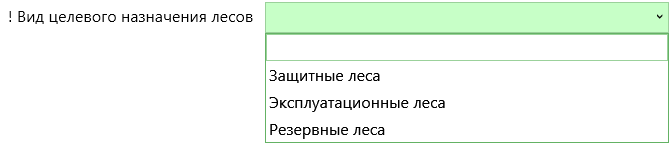 ! Вид целевого назначения лесов
Защитные леса
Эксплуатационные леса
Резервные леса